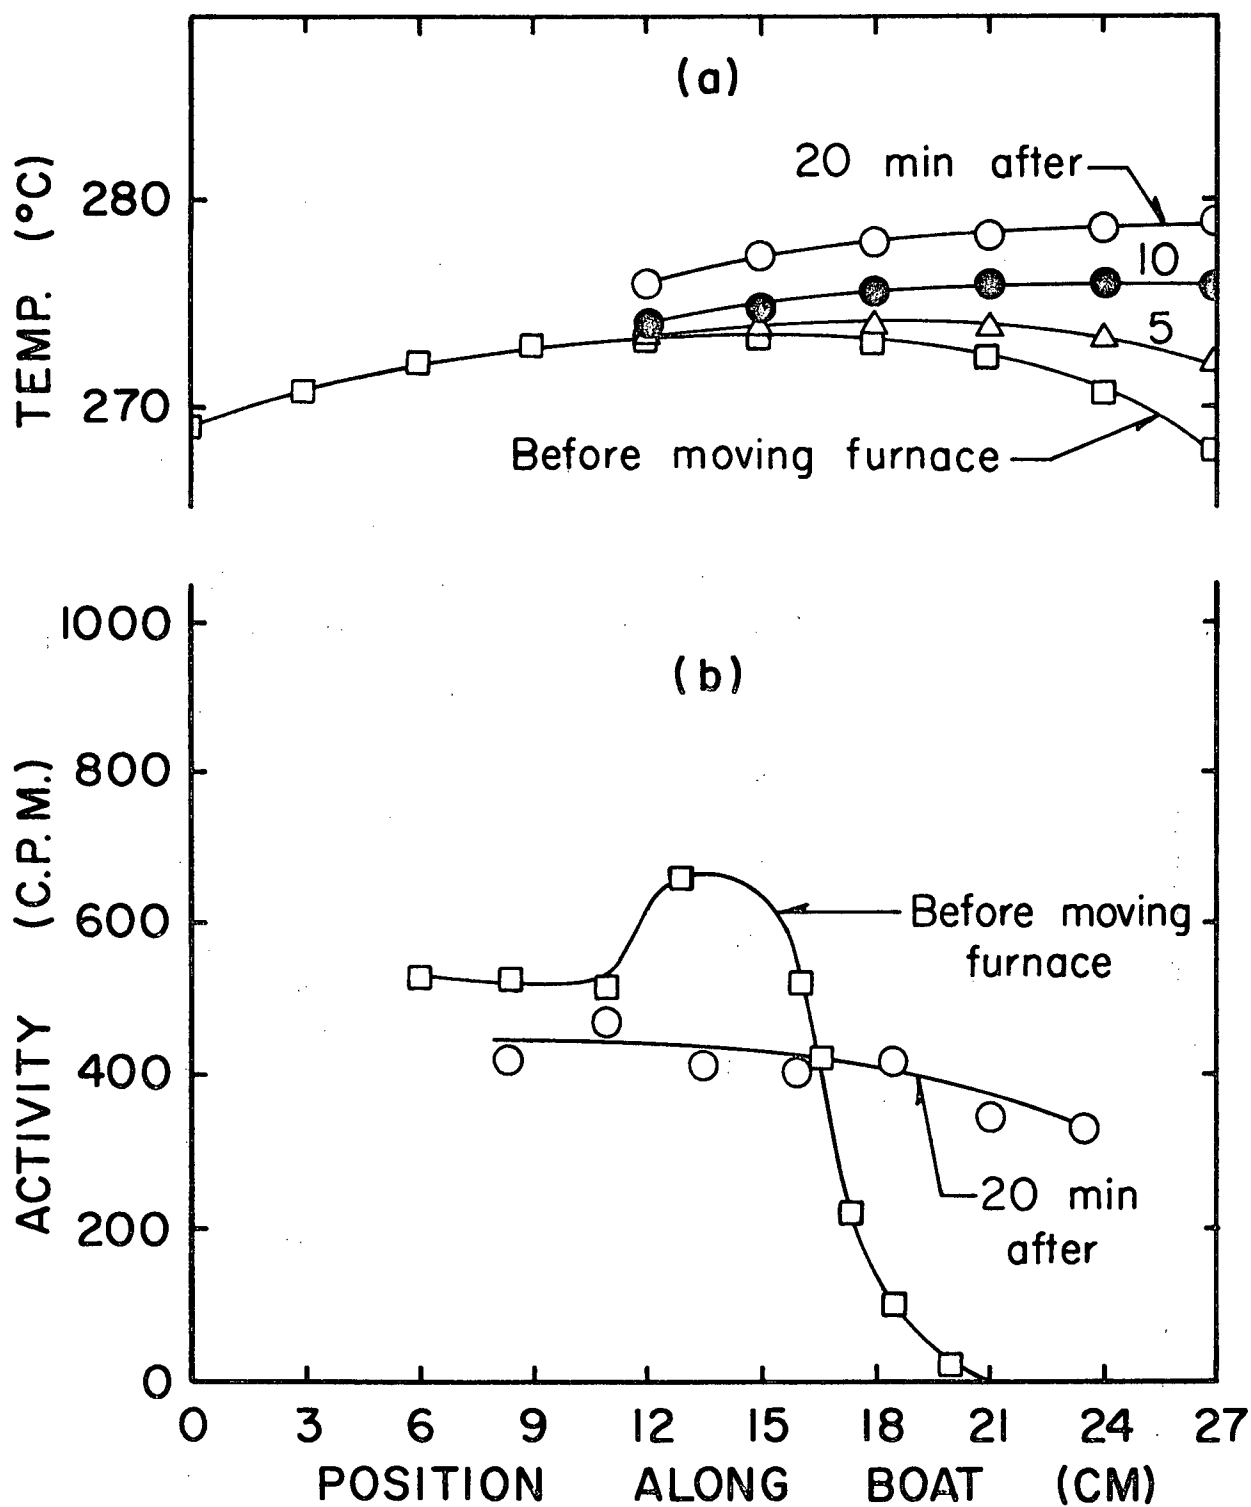 (a)
20 min after
280
10
5
270
Before moving furnace
TEMP. (°C)
1000
(b)
800
600
Before moving
furnace
400
20 min
after
200
0
ACTIVITY (C.P.M.)
0 3 6 9 12 15 18 21 24 27
POSITION ALONG BOAT (CM)